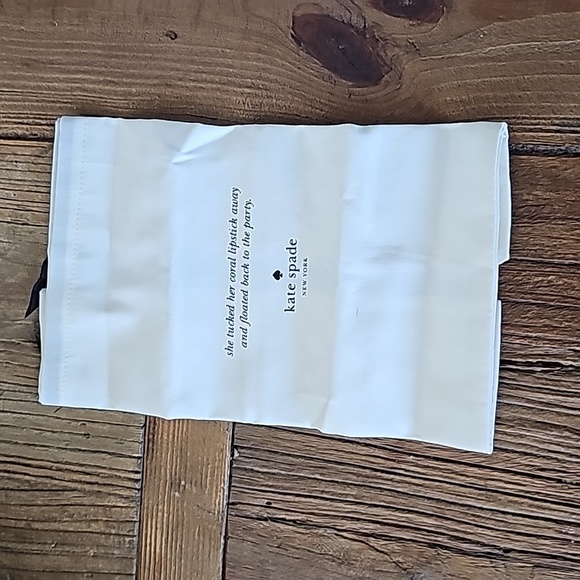 she tucked her coral lipstick away
and floated back to the party.
kate spade
NEW YORK